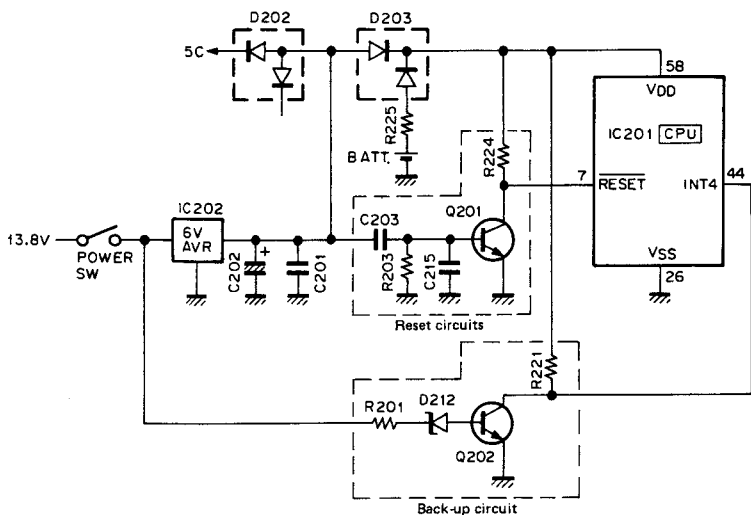 D202
D203
5C
58
VDD
R225
BATT.
R224
IC201 CPU
7
RESET
INT4
44
Q201
C203
IC202
13.8V
6V
AVR
POWER
SW
C202
+
C201
R203
C215
VSS
26
Reset circuits
R221
D212
R201
Q202
Back-up circuit